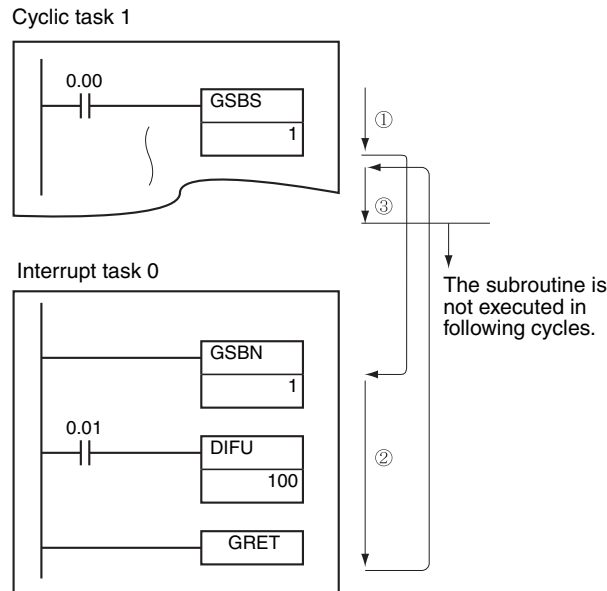 Cyclic task 1
0.00
GSBS
1
①
③
The subroutine is
not executed in
following cycles.
Interrupt task 0
GSBN
1
0.01
DIFU
100
②
GRET